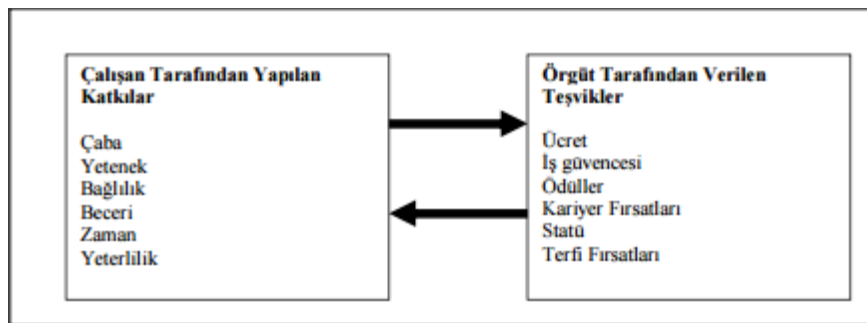 Çalışan Tarafından Yapılan
Katkılar
Çaba
Yetenek
Bağlılık
Beceri
Zaman
Yeterlilik
Örgüt Tarafından Verilen
Teşvikler
Ücret
İş güvencesi
Ödüller
Kariyer Fırsatları
Statü
Terfi Fırsatları